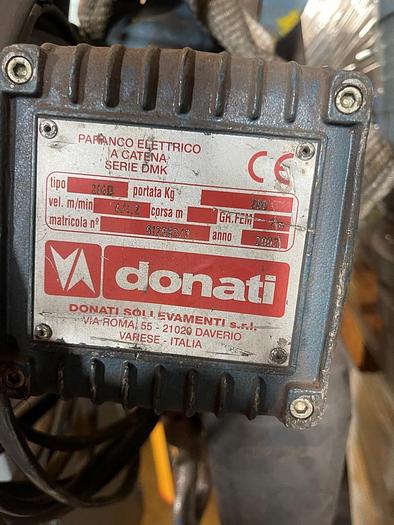 PARANCO ELETTRICO
A CATENA
SERIE DMK
CE
tipo portata Kg
vel. m/min corsa m GR.FEM
matricola n° anno
donati
DONATI SOLLEVAMENTI s.r.l.
VIA ROMA, 55 - 21020 DAVERIO
VARESE - ITALIA